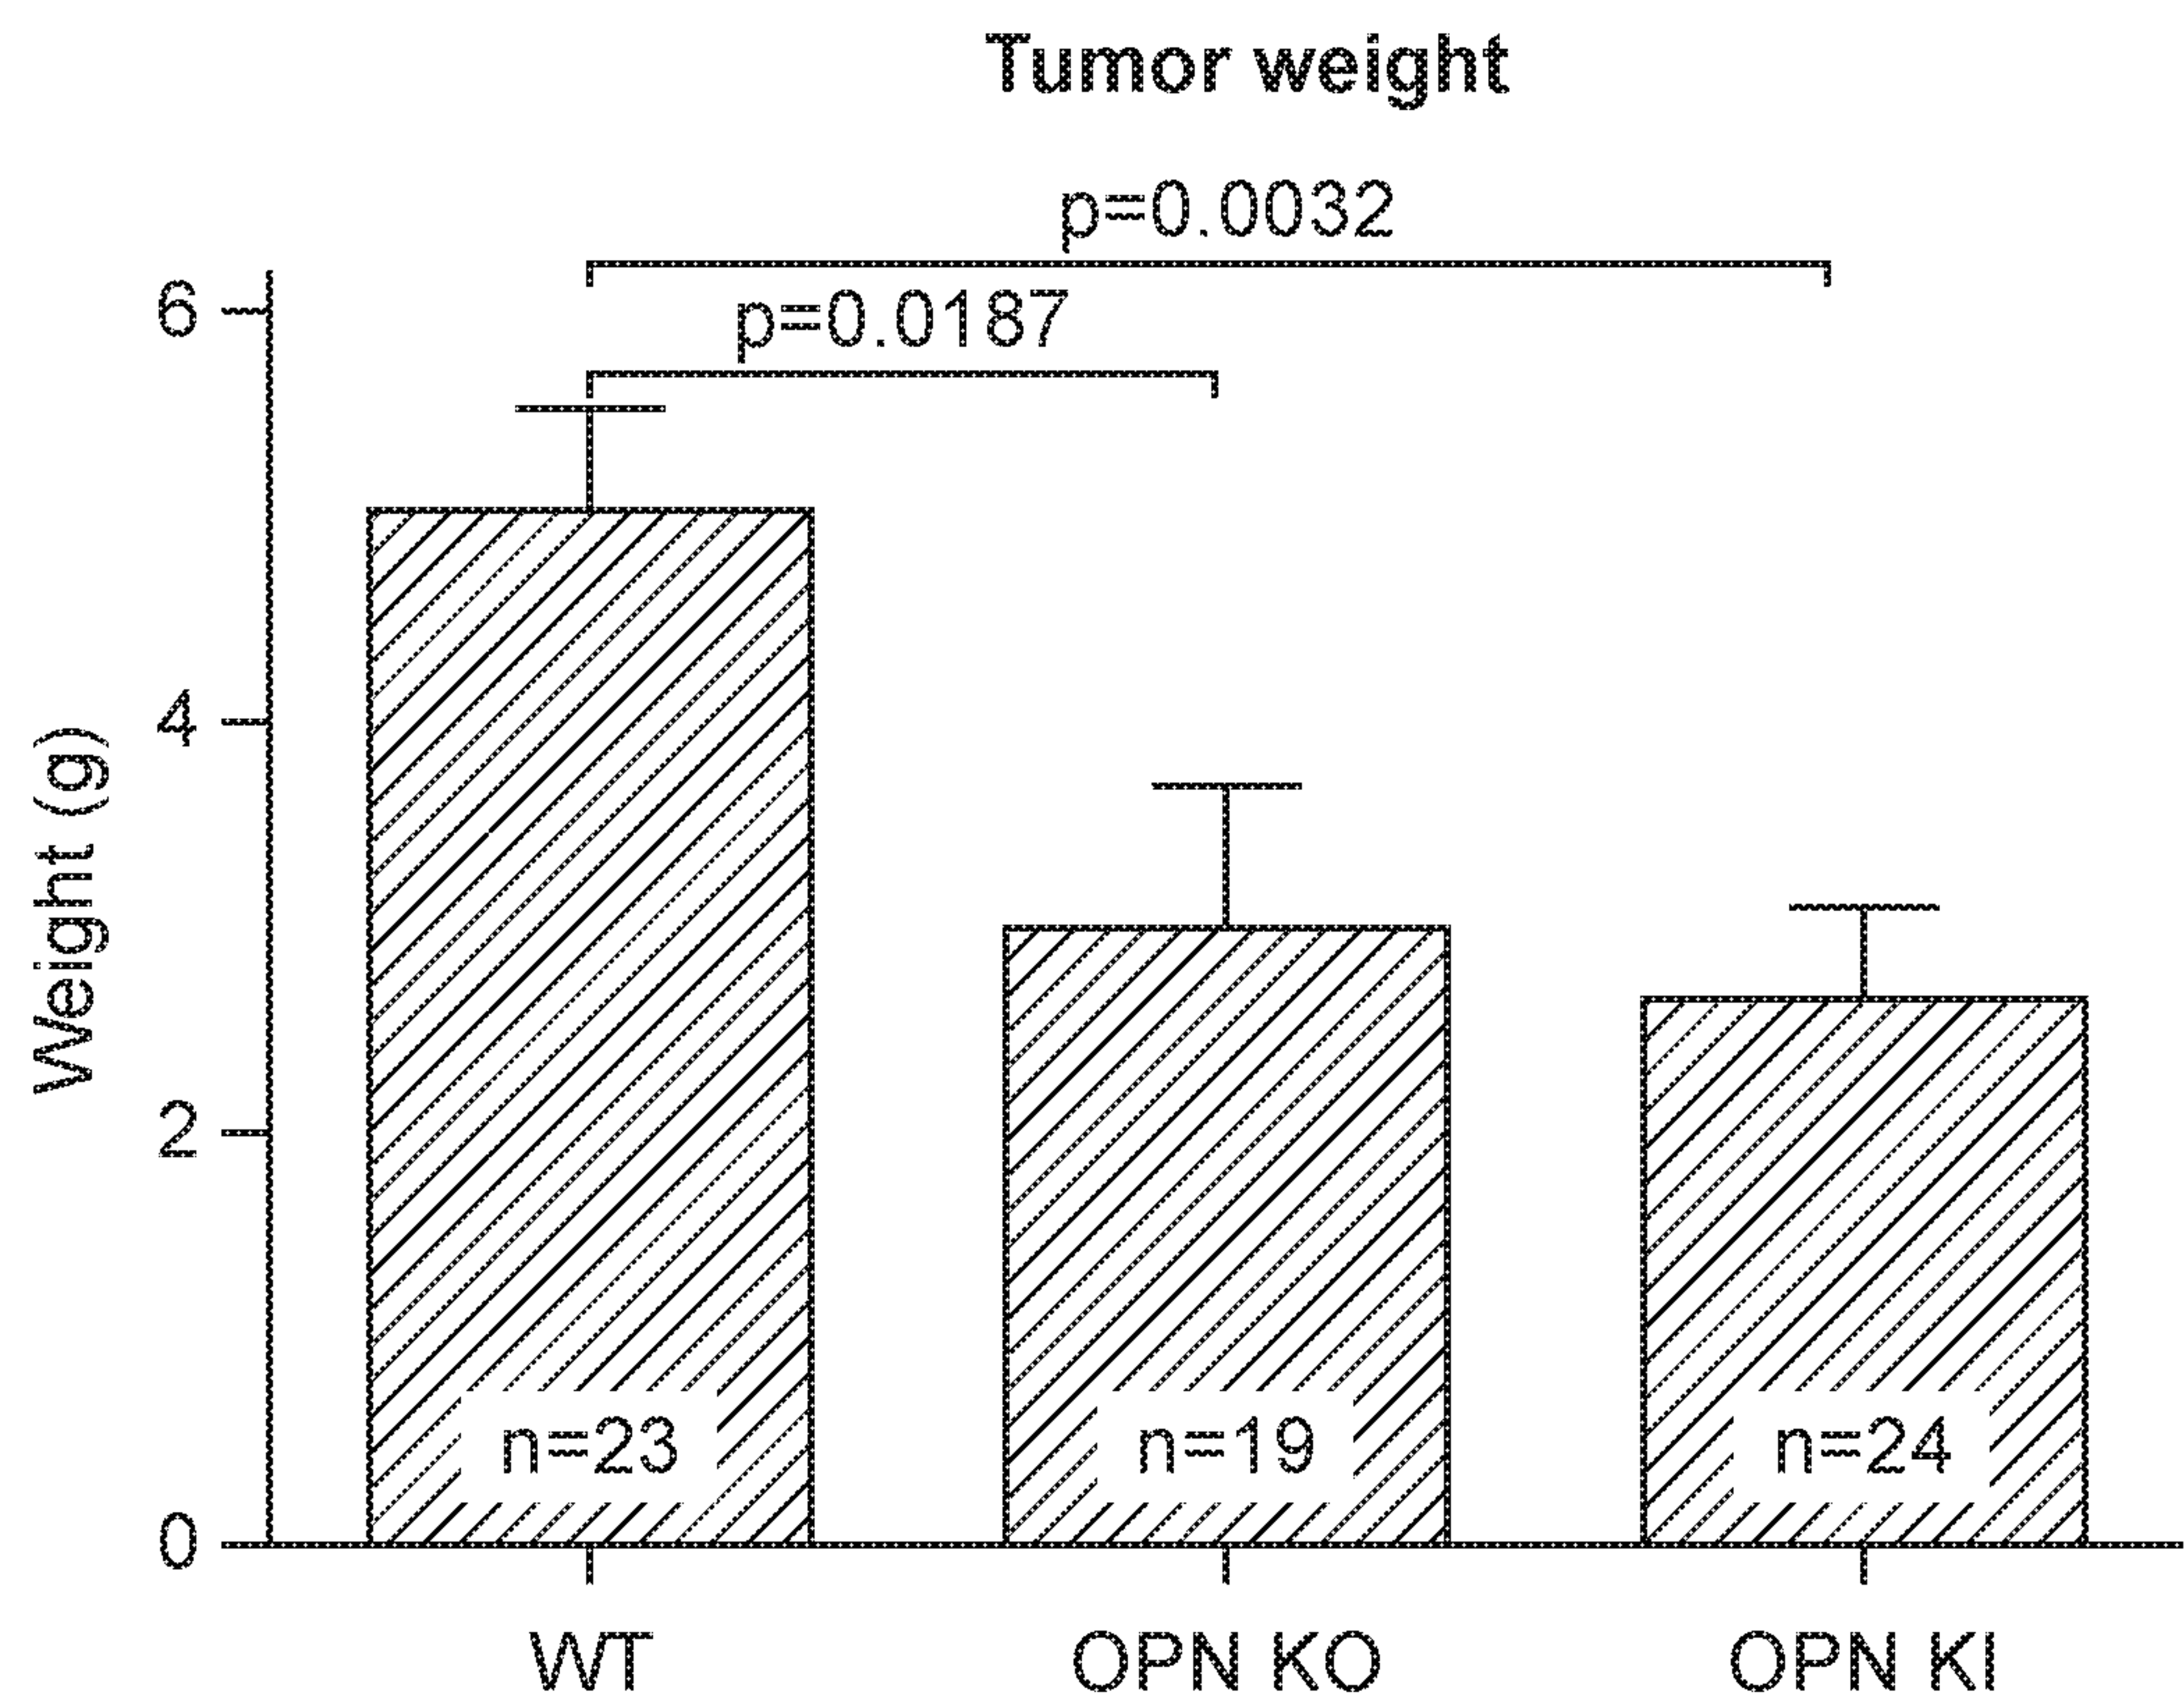 Tumor weight
p=0.0032
p=0.0187
Weight (g)
6
4
2
0
n=23
n=19
n=24
WT
OPN KO
OPN KI